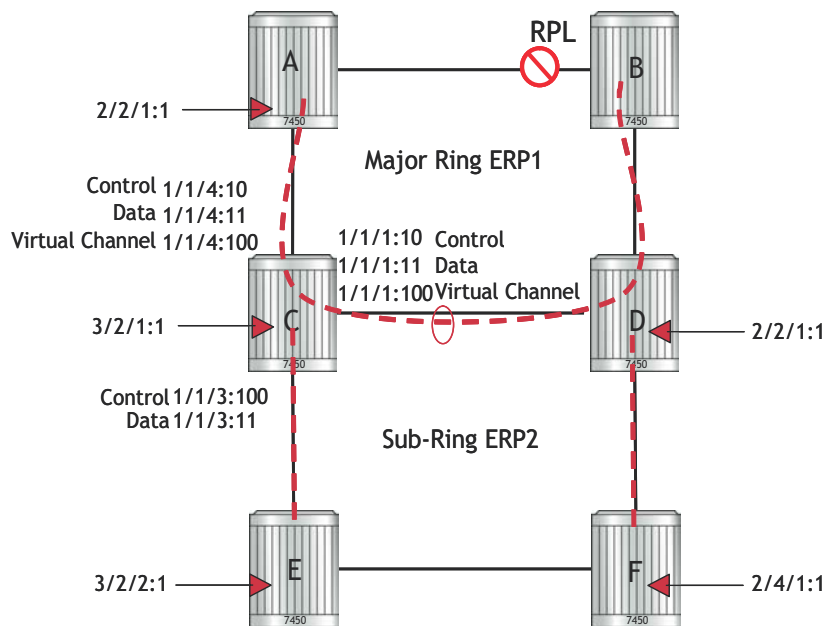 RPL
A
B
7450
7450
2/2/1:1
Major Ring ERP1
Control 1/1/4:10
Data 1/1/4:11
Virtual Channel 1/1/4:100
1/1/1:10 Control
1/1/1:11 Data
1/1/1:100 Virtual Channel
3/2/1:1
C
D
2/2/1:1
7450
7450
Control 1/1/3:100
Data 1/1/3:11
Sub-Ring ERP2
3/2/2:1
E
F
2/4/1:1
7450
7450